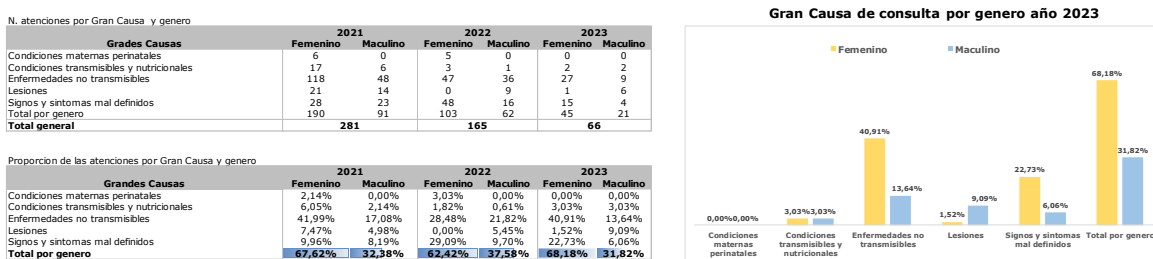 N. atenciones por Gran Causa y genero
2021 2022 2023
Grades Causas Femenino Maculino Femenino Maculino Femenino Maculino
Condiciones maternas perinatales 6 0 5 0 0 0
Condiciones transmisibles y nutricionales 17 6 3 1 2 2
Enfermedades no transmisibles 118 48 47 36 27 9
Lesiones 21 14 0 9 1 6
Signos y sintomas mal definidos 28 23 48 16 15 4
Total por genero 190 91 103 62 45 21
Total general 281 165 66
Proporcion de las atenciones por Gran Causa y genero
2021 2022 2023
Grandes Causas Femenino Maculino Femenino Maculino Femenino Maculino
Condiciones maternas perinatales 2,14% 0,00% 3,03% 0,00% 0,00% 0,00%
Condiciones transmisibles y nutricionales 6,05% 2,14% 1,82% 0,61% 3,03% 3,03%
Enfermedades no transmisibles 41,99% 17,08% 28,48% 21,82% 40,91% 13,64%
Lesiones 7,47% 4,98% 0,00% 5,45% 1,52% 9,09%
Signos y sintomas mal definidos 9,96% 8,19% 29,09% 9,70% 22,73% 6,06%
Total por genero 67,62% 32,38% 62,42% 37,58% 68,18% 31,82%
Gran Causa de consulta por genero año 2023
Femenino Maculino
68,18%
40,91%
31,82%
22,73%
13,64%
9,09%
6,06%
0,00%0,00% 3,03%3,03% 1,52%
Condiciones Condiciones Enfermedades no Lesiones Signos y sintomas Total por genero
maternas transmisibles y transmisibles mal definidos
perinatales nutricionales